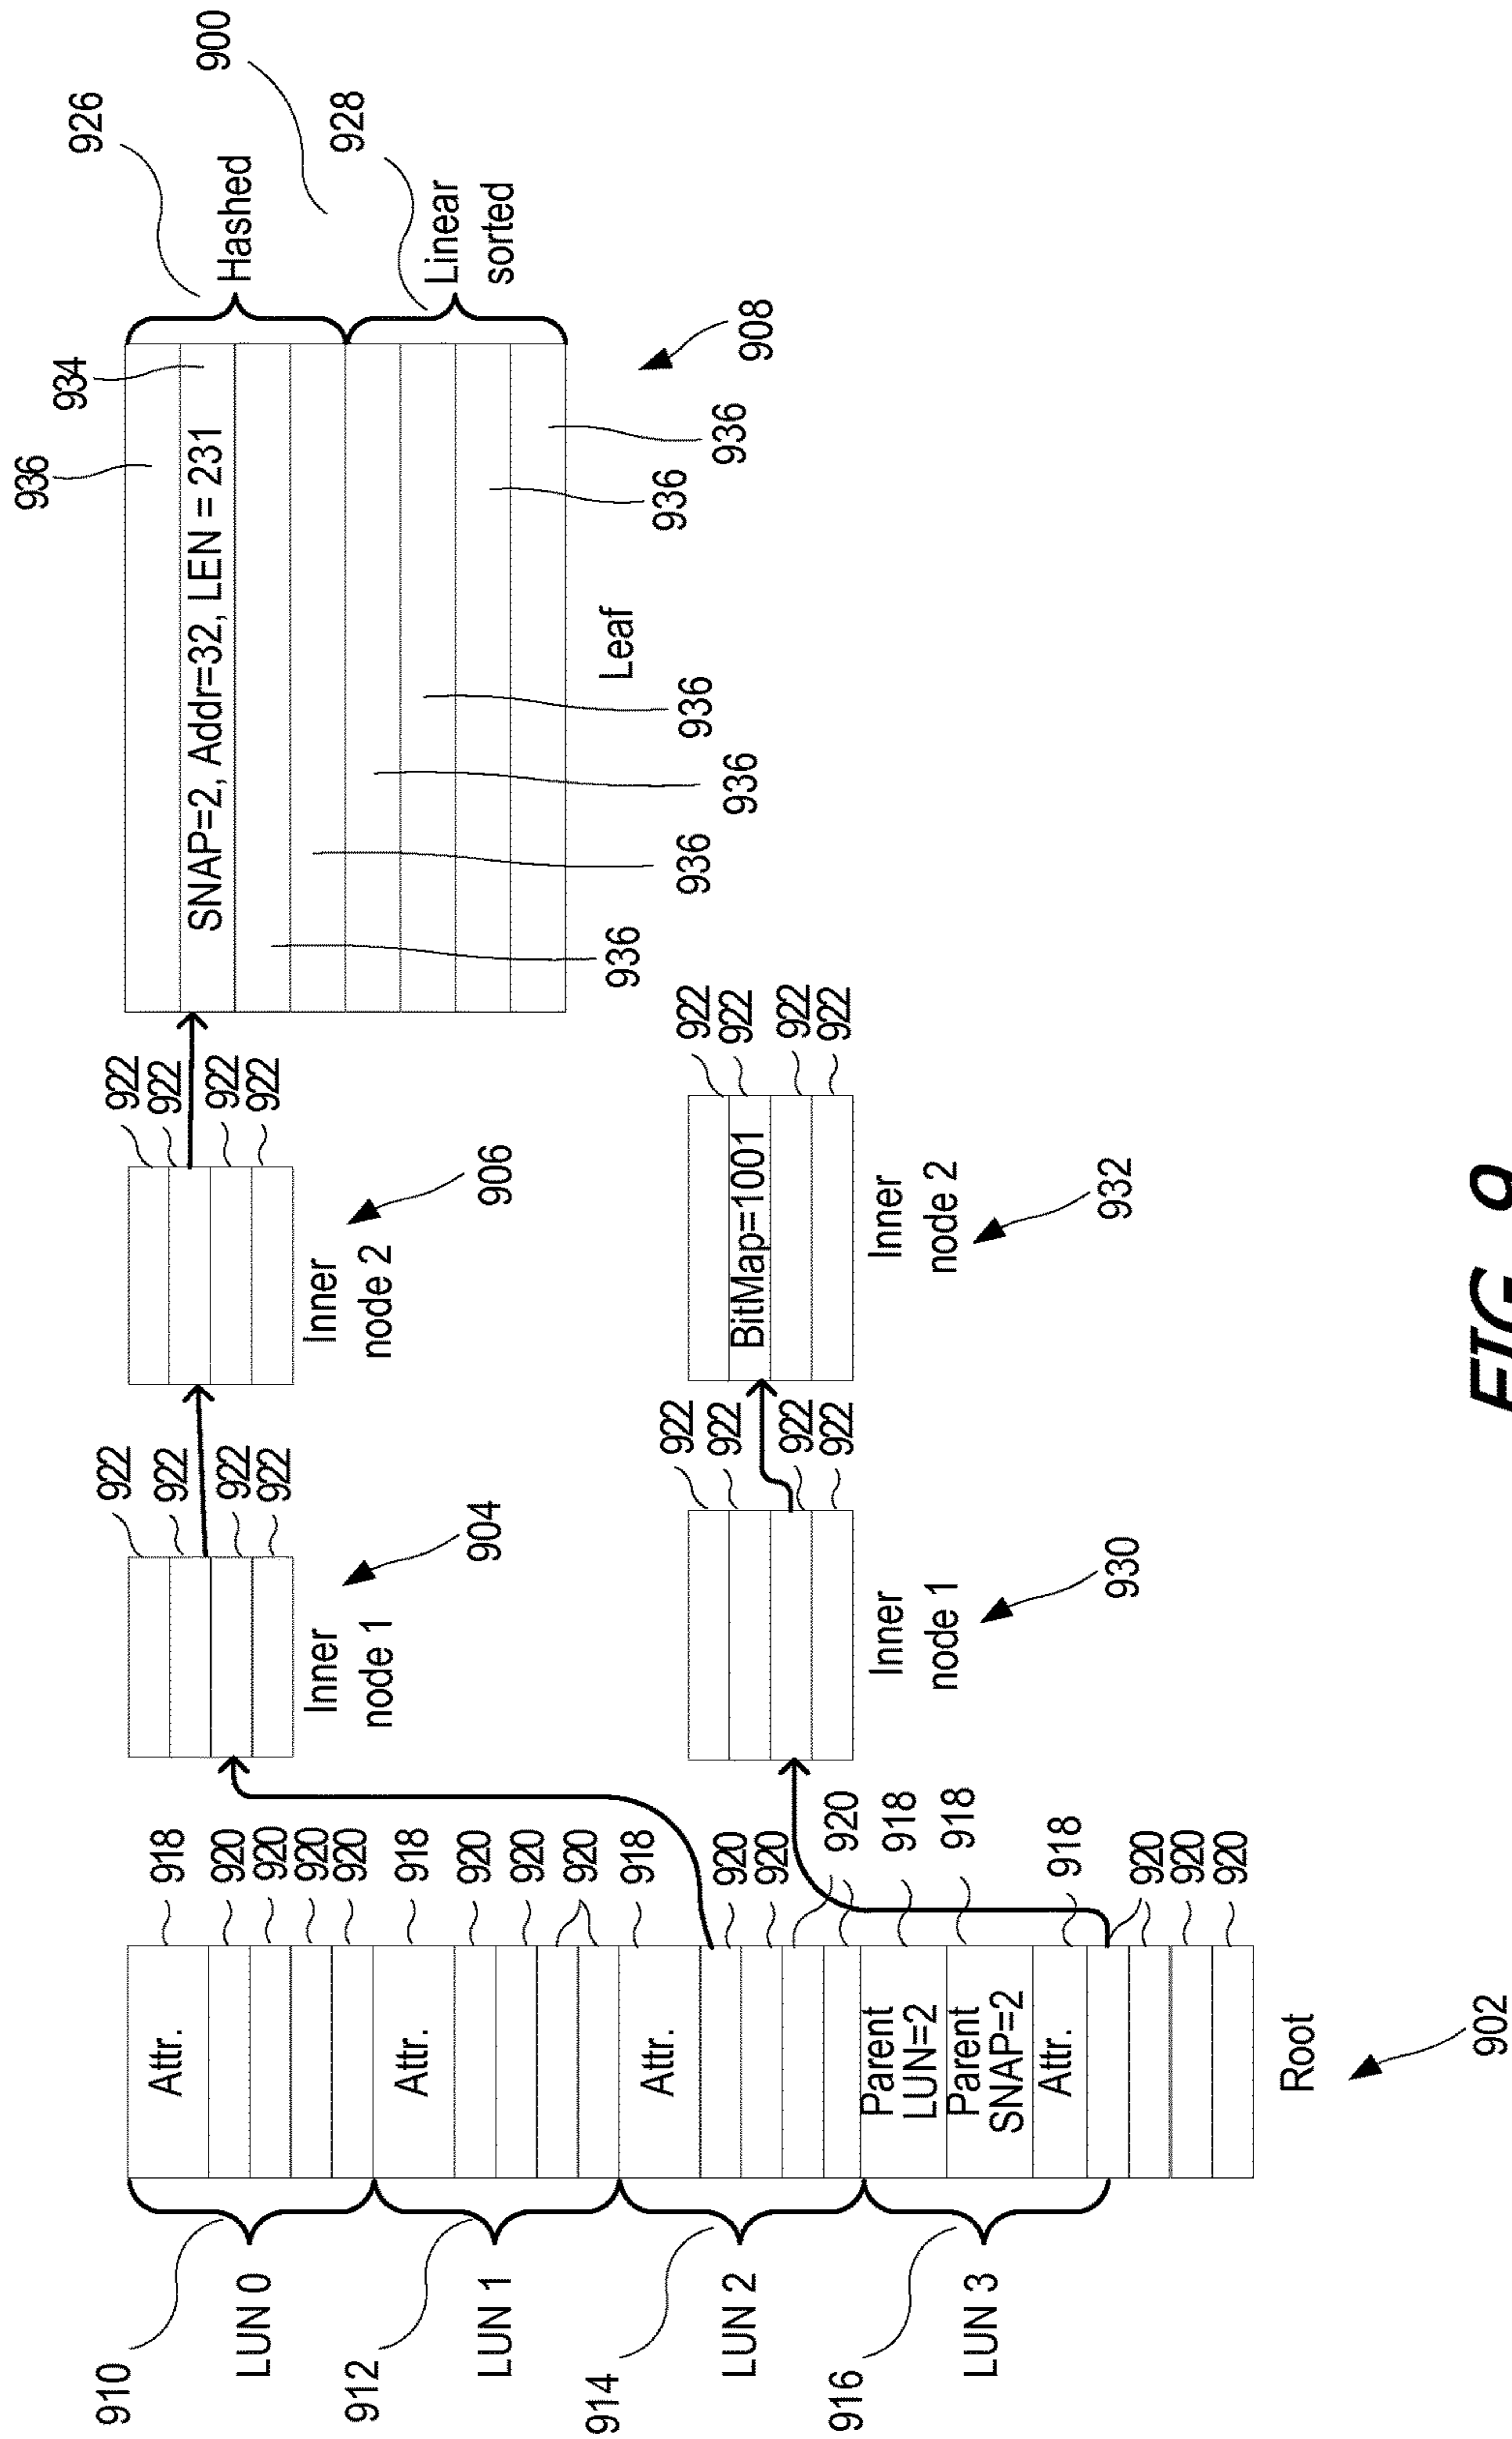 900
926
Hashed
928
Linear
sorted
936
934
SNAP=2, Addr=32, LEN = 231
908
936
936
936
936
936
936
Leaf
922
922
922
922
906
Inner
node 2
922
922
922
922
904
Inner
node 1
922
922
922
922
BitMap=1001
932
Inner
node 2
922
922
922
922
930
Inner
node 1
918
920
920
920
920
918
920
920
920
918
920
920
920
918
918
918
920
920
920
Attr.
Attr.
Attr.
Parent
LUN=2
Parent
SNAP=2
Attr.
Root
902
910
LUN 0
912
LUN 1
914
LUN 2
916
LUN 3
FIG.